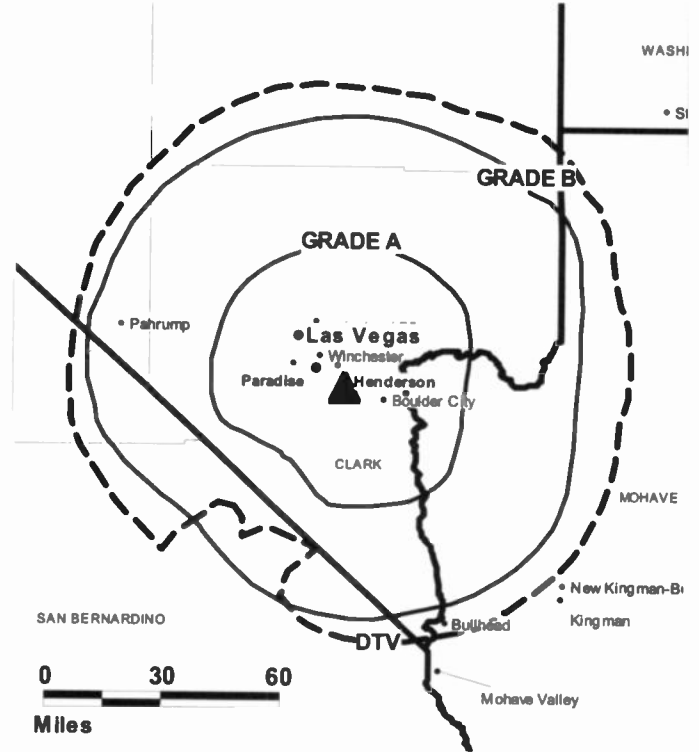 WASHI
SI
GRADE B
GRADE A
Pahrump
Las Vegas
Winchester
Paradise
Henderson
Boulder City
CLARK
MOHAVE
New Kingman-B
Kingman
SAN BERNARDINO
Bullhead
DTV
Mohave Valley
0 30 60
Miles